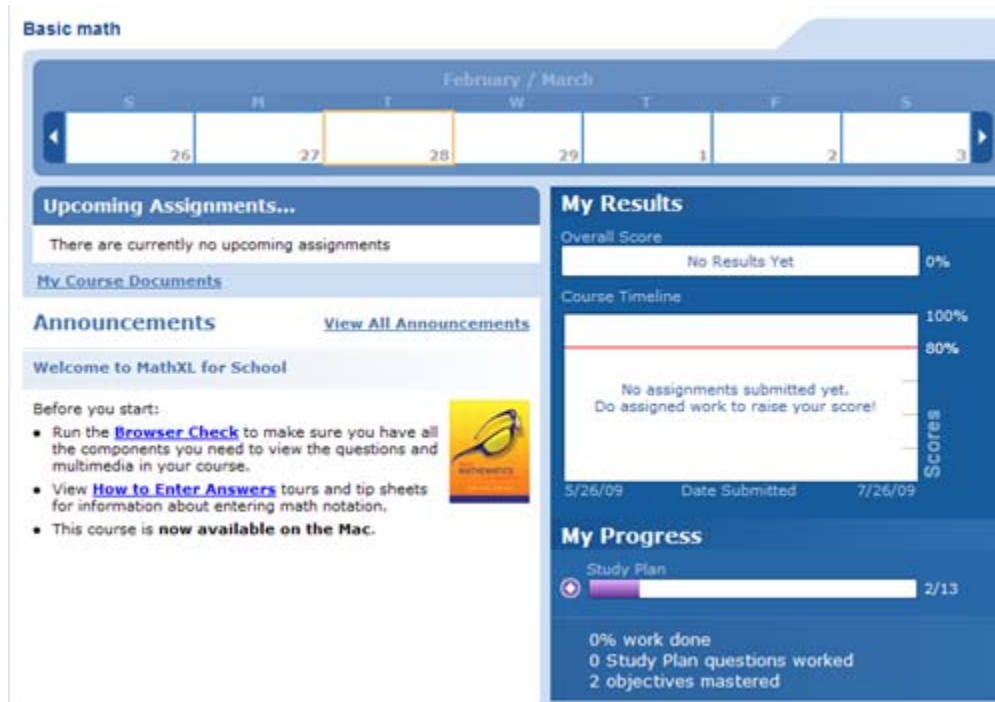 Basic math
February / March
S M T W T F S
26 27 28 29 1 2 3
Upcoming Assignments...
There are currently no upcoming assignments
My Course Documents
Announcements
View All Announcements
Welcome to MathXL for School
Before you start:
• Run the Browser Check to make sure you have all
the components you need to view the questions and
multimedia in your course.
• View How to Enter Answers tours and tip sheets
for information about entering math notation.
• This course is now available on the Mac.
MATHEMATICS
My Results
Overall Score
No Results Yet
0%
Course Timeline
100%
80%
No assignments submitted yet.
Do assigned work to raise your score!
Scores
5/26/09 Date Submitted 7/26/09
My Progress
Study Plan
2/13
0% work done
0 Study Plan questions worked
2 objectives mastered